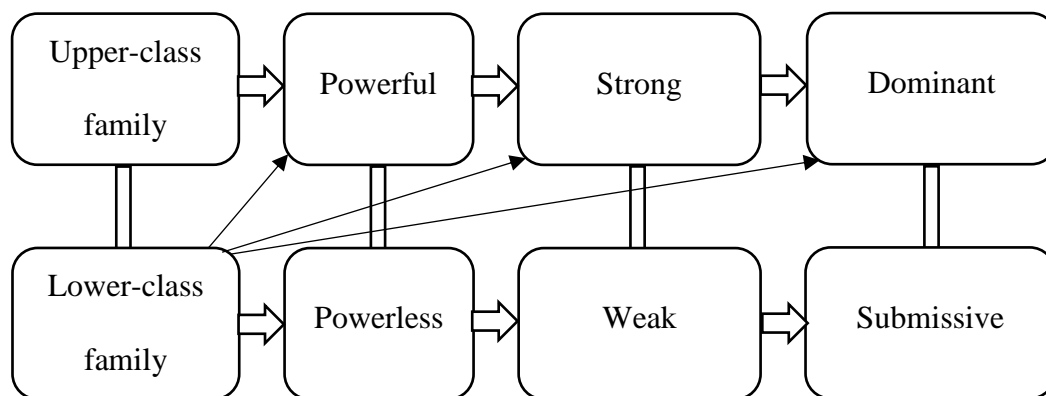 Upper-class
family
Powerful
Strong
Dominant
Lower-class
family
Powerless
Weak
Submissive